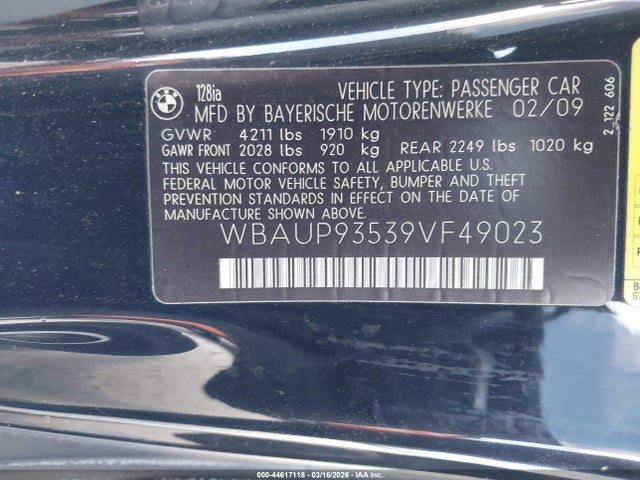 128ia
VEHICLE TYPE: PASSENGER CAR
MFD BY BAYERISCHE MOTORENWERKE 02/09
GVWR 4211 lbs 1910 kg
GAWR FRONT 2028 lbs 920 kg REAR 2249 lbs 1020 kg
THIS VEHICLE CONFORMS TO ALL APPLICABLE U.S.
FEDERAL MOTOR VEHICLE SAFETY, BUMPER AND THEFT
PREVENTION STANDARDS IN EFFECT ON THE DATE OF
MANUFACTURE SHOWN ABOVE.
WBAUP93539VF49023
2 122 606
000-44617118 - 03/16/2026 - IAA Inc.